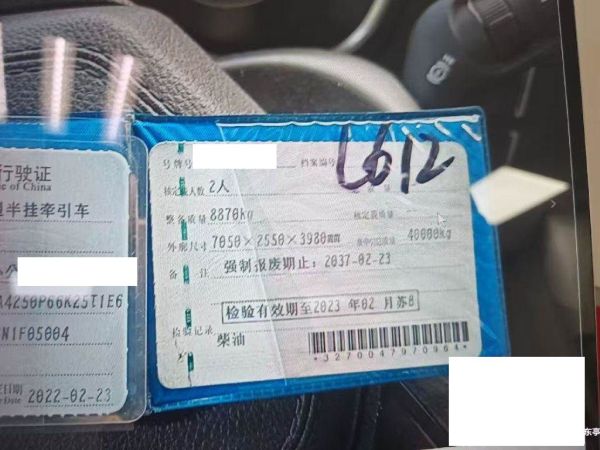 行驶证
e of China
半挂牵引车
A4250P66K25T1E6
N1F05004
2022-02-23
号牌号
档案编号
核定载人数 2人
整备质量 8870kg
核定载质量
外廓尺寸 7050×2550×3980mm
准牵引总质量 40000kg
备 注 强制报废期止：2037-02-23
检验有效期至2023 年02 月苏B
检验记录
柴油
*3270047970964*
东事